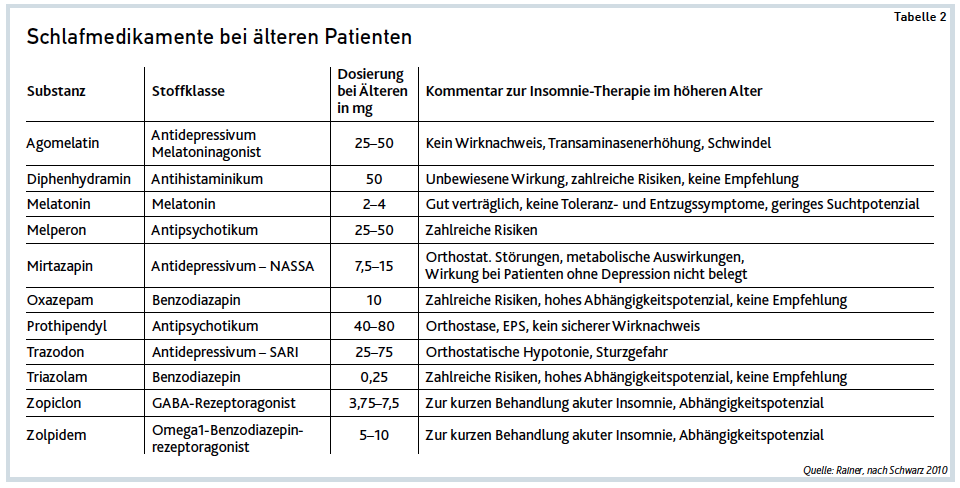 Tabelle 2
Schlafmedikamente bei älteren Patienten
Substanz Stoffklasse Dosierung bei Älteren in mg Kommentar zur Insomnie-Therapie im höheren Alter
Agomelatin Antidepressivum Melatoninagonist 25–50 Kein Wirknachweis, Transaminasenerhöhung, Schwindel
Diphenhydramin Antihistaminikum 50 Unbewiesene Wirkung, zahlreiche Risiken, keine Empfehlung
Melatonin Melatonin 2–4 Gut verträglich, keine Toleranz- und Entzugssymptome, geringes Suchtpotenzial
Melperon Antipsychotikum 25–50 Zahlreiche Risiken
Mirtazapin Antidepressivum – NASSA 7,5–15 Orthostat. Störungen, metabolische Auswirkungen, Wirkung bei Patienten ohne Depression nicht belegt
Oxazepam Benzodiazapin 10 Zahlreiche Risiken, hohes Abhängigkeitspotenzial, keine Empfehlung
Prothipendyl Antipsychotikum 40–80 Orthostase, EPS, kein sicherer Wirknachweis
Trazodon Antidepressivum – SARI 25–75 Orthostatische Hypotonie, Sturzgefahr
Triazolam Benzodiazepin 0,25 Zahlreiche Risiken, hohes Abhängigkeitspotenzial, keine Empfehlung
Zopiclon GABA-Rezeptoragonist 3,75–7,5 Zur kurzen Behandlung akuter Insomnie, Abhängigkeitspotenzial
Zolpidem Omega1-Benzodiazepin-rezeptoragonist 5–10 Zur kurzen Behandlung akuter Insomnie, Abhängigkeitspotenzial
Quelle: Rainer, nach Schwarz 2010